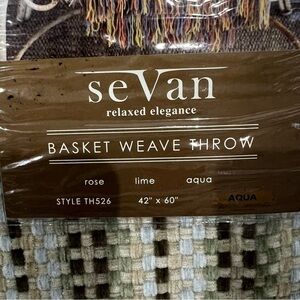 sevan
relaxed elegance
BASKET WEAVE THROW
rose lime aqua
STYLE TH526 42" x 60" AQUA